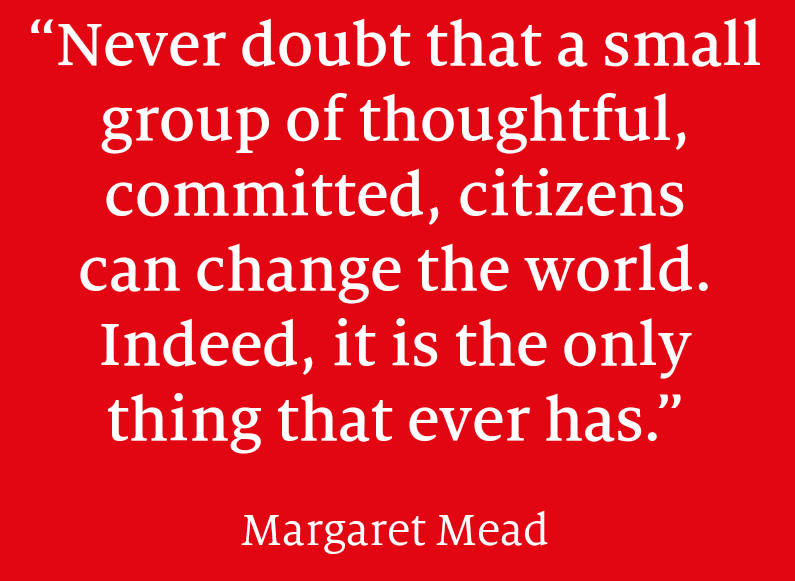 “Never doubt that a small
group of thoughtful,
committed, citizens
can change the world.
Indeed, it is the only
thing that ever has.”
Margaret Mead